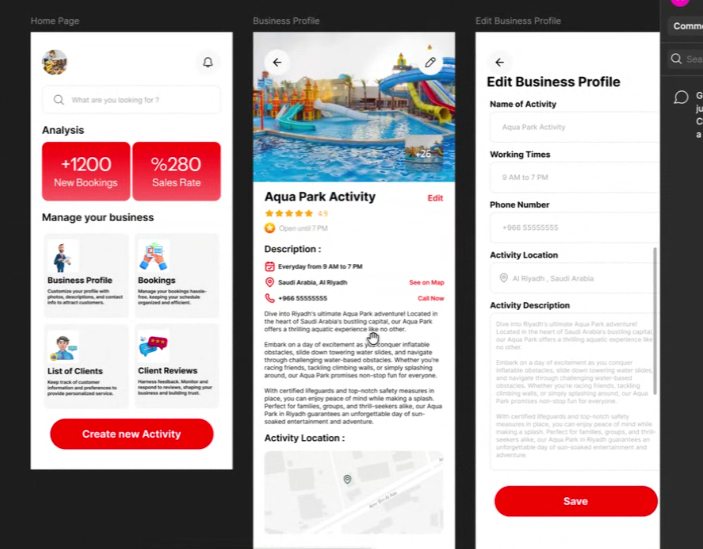 Home Page
What are you looking for ?
Analysis
+1200
New Bookings
%280
Sales Rate
Manage your business
Business Profile
Customize your profile with
photos, descriptions, and contact
info to attract customers.
Bookings
Manage your bookings hassle-
free, keeping your schedule
organized and efficient.
List of Clients
Keep track of customer
information and preferences to
provide personalized service.
Client Reviews
Harness feedback. Monitor and
respond to reviews, shaping your
business and building trust.
Create new Activity
Business Profile
+26
Aqua Park Activity
Edit
4.9
Open until 7 PM
Description :
Everyday from 9 AM to 7 PM
Saudi Arabia, Al Riyadh
See on Map
+966 55555555
Call Now
Dive into Riyadh's ultimate Aqua Park adventure! Located in
the heart of Saudi Arabia's bustling capital, our Aqua Park
offers a thrilling aquatic experience like no other.
Embark on a day of excitement as you conquer inflatable
obstacles, slide down towering water slides, and navigate
through challenging water-based obstacles. Whether you're
racing friends, tackling climbing walls, or simply splashing
around, our Aqua Park promises non-stop fun for everyone.
With certified lifeguards and top-notch safety measures in
place, you can enjoy peace of mind while making a splash.
Perfect for families, groups, and thrill-seekers alike, our Aqua
Park in Riyadh guarantees an unforgettable day of sun-
soaked entertainment and adventure.
Activity Location :
Edit Business Profile
Edit Business Profile
Name of Activity
Aqua Park Activity
Working Times
9 AM to 7 PM
Phone Number
+966 55555555
Activity Location
Al Riyadh , Saudi Arabia
Activity Description
Dive into Riyadh's ultimate Aqua Park adventure!
Located in the heart of Saudi Arabia's bustling capital,
our Aqua Park offers a thrilling aquatic experience like
no other.
Embark on a day of excitement as you conquer
inflatable obstacles, slide down towering water slides,
and navigate through challenging water-based
obstacles. Whether you're racing friends, tackling
climbing walls, or simply splashing around, our Aqua
Park promises non-stop fun for everyone.
With certified lifeguards and top-notch safety
measures in place, you can enjoy peace of mind while
making a splash. Perfect for families, groups, and thrill-
seekers alike, our Aqua Park in Riyadh guarantees an
unforgettable day of sun-soaked entertainment and
adventure.
Save
Comme
Sea
G
ju
C
a